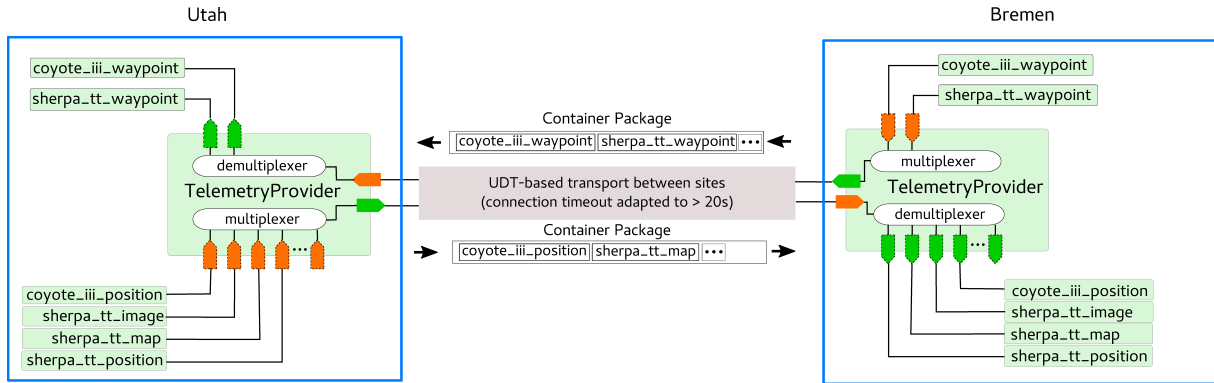 Utah
Bremen
coyote_iii_waypoint
sherpa_tt_waypoint
demultiplexer
TelemetryProvider
multiplexer
...
coyote_iii_position
sherpa_tt_image
sherpa_tt_map
sherpa_tt_position
Container Package
coyote_iii_waypoint sherpa_tt_waypoint ...
UDT-based transport between sites
(connection timeout adapted to > 20s)
Container Package
coyote_iii_position sherpa_tt_map ...
coyote_iii_waypoint
sherpa_tt_waypoint
multiplexer
TelemetryProvider
demultiplexer
...
coyote_iii_position
sherpa_tt_image
sherpa_tt_map
sherpa_tt_position